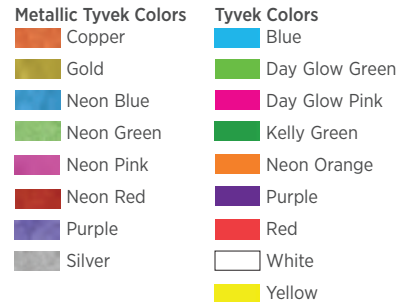 Metallic Tyvek Colors
Copper
Gold
Neon Blue
Neon Green
Neon Pink
Neon Red
Purple
Silver
Tyvek Colors
Blue
Day Glow Green
Day Glow Pink
Kelly Green
Neon Orange
Purple
Red
White
Yellow